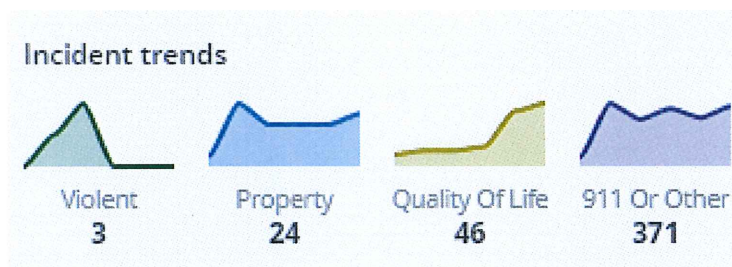 Incident trends
Violent Property Quality Of Life 911 Or Other
3 24 46 371